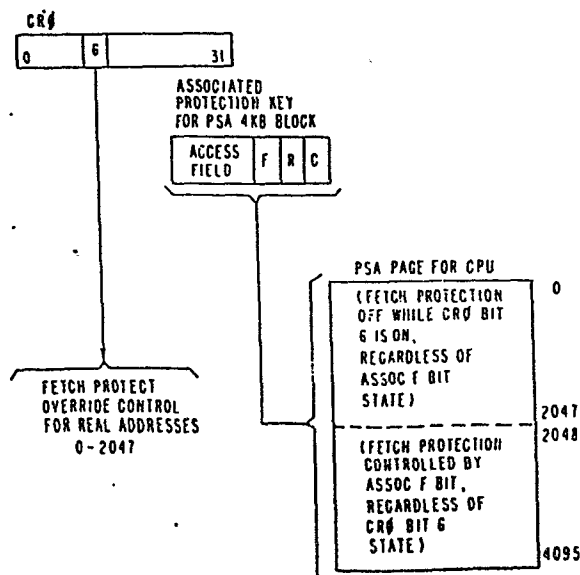 CRØ
0 6 31
ASSOCIATED
PROTECTION KEY
FOR PSA 4KB BLOCK
ACCESS
FIELD
F R C
PSA PAGE FOR CPU
0
(FETCH PROTECTION
OFF WHILE CRØ BIT
6 IS ON,
REGARDLESS OF
ASSOC F BIT
STATE)
2047
2048
(FETCH PROTECTION
CONTROLLED BY
ASSOC F BIT,
REGARDLESS OF
CRØ BIT 6
STATE)
4095
FETCH PROTECT
OVERRIDE CONTROL
FOR REAL ADDRESSES
0-2047